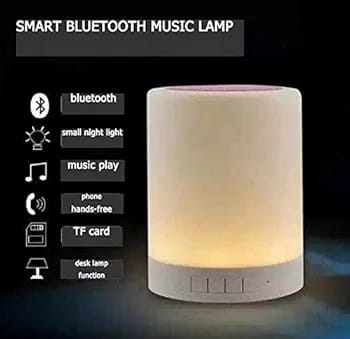 SMART BLUETOOTH MUSIC LAMP
bluetooth
small night light
music play
phone
hands-free
TF card
desk lamp
function